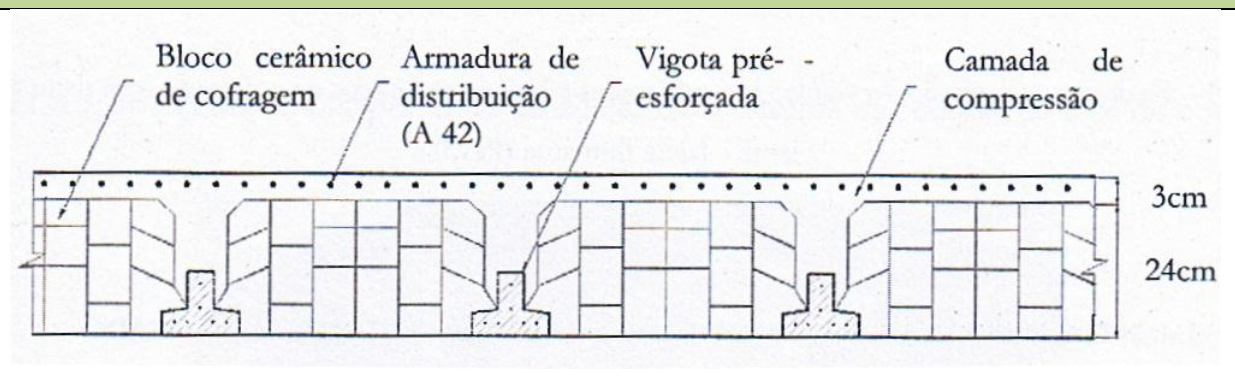 Bloco cerâmico
de cofragem
Armadura de
distribuição
(A 42)
Vigota pré- -
esforçada
Camada de
compressão
3cm
24cm